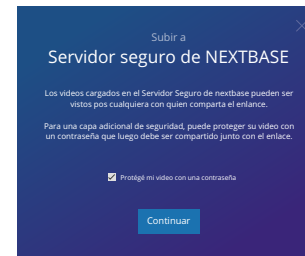 Subir a
Servidor seguro de NEXTBASE
Los videos cargados en el Servidor Seguro de nextbase pueden ser
vistos pos cualquiera con quien comparta el enlance.
Para una capa adicional de seguridad, puede proteger su video con
un contraseña que luego debe ser compartido junto con el enlace.
Protégé mi video con una contraseña
Continuar